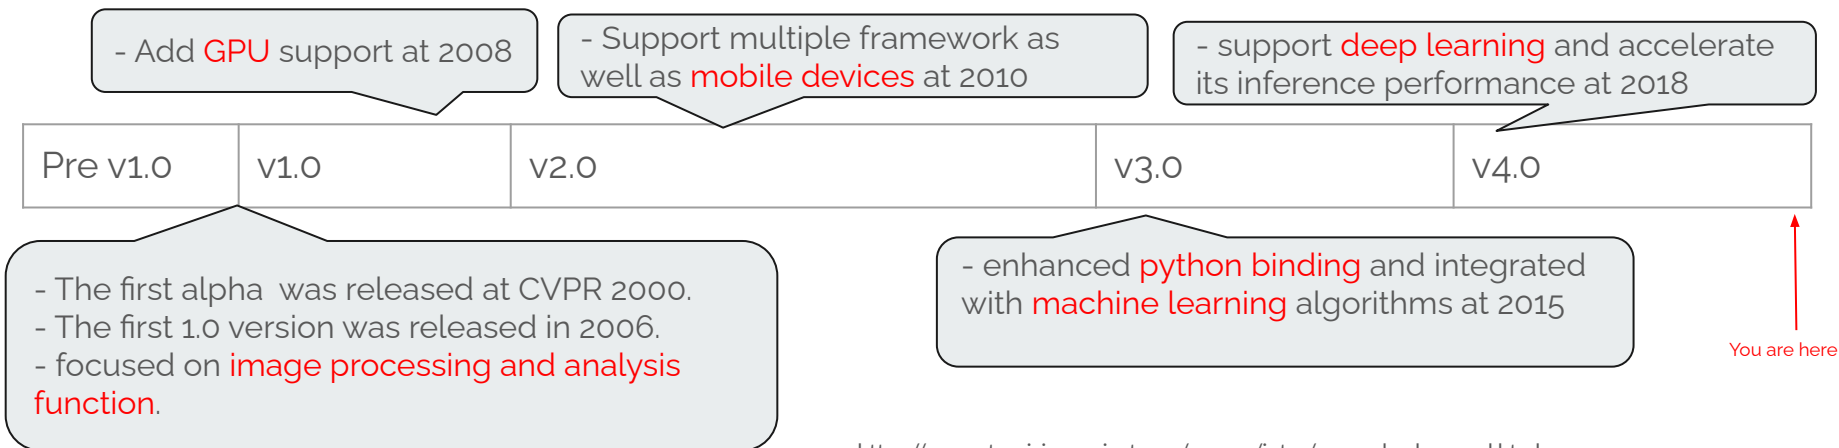 - Add GPU support at 2008
- Support multiple framework as
well as mobile devices at 2010
- support deep learning and accelerate
its inference performance at 2018
Pre v1.0
v1.0
v2.0
v3.0
v4.0
- The first alpha was released at CVPR 2000.
- The first 1.0 version was released in 2006.
- focused on image processing and analysis
function.
- enhanced python binding and integrated
with machine learning algorithms at 2015
You are here